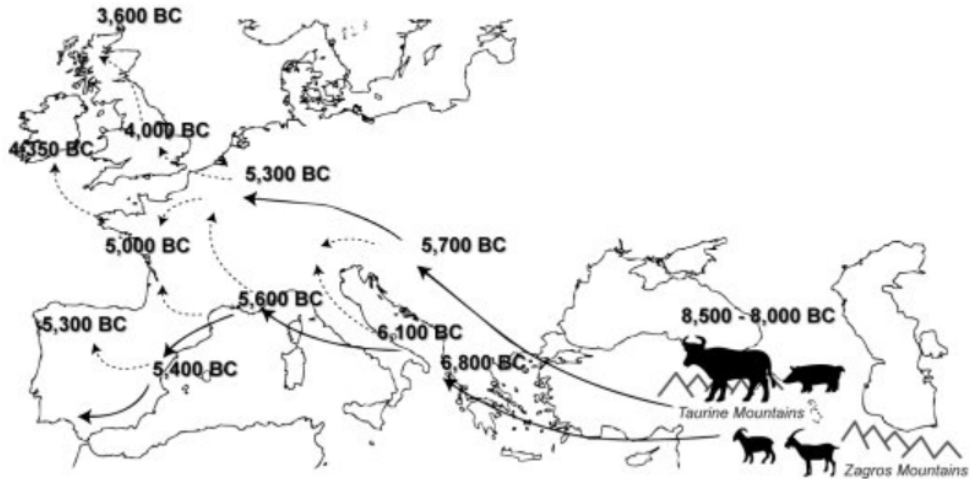 3,600 BC
4,000 BC
4,350 BC
5,300 BC
5,000 BC
5,700 BC
5,600 BC
8,500 - 8,000 BC
5,300 BC
6,100 BC
5,400 BC
6,800 BC
Taurine Mountains
Zagros Mountains